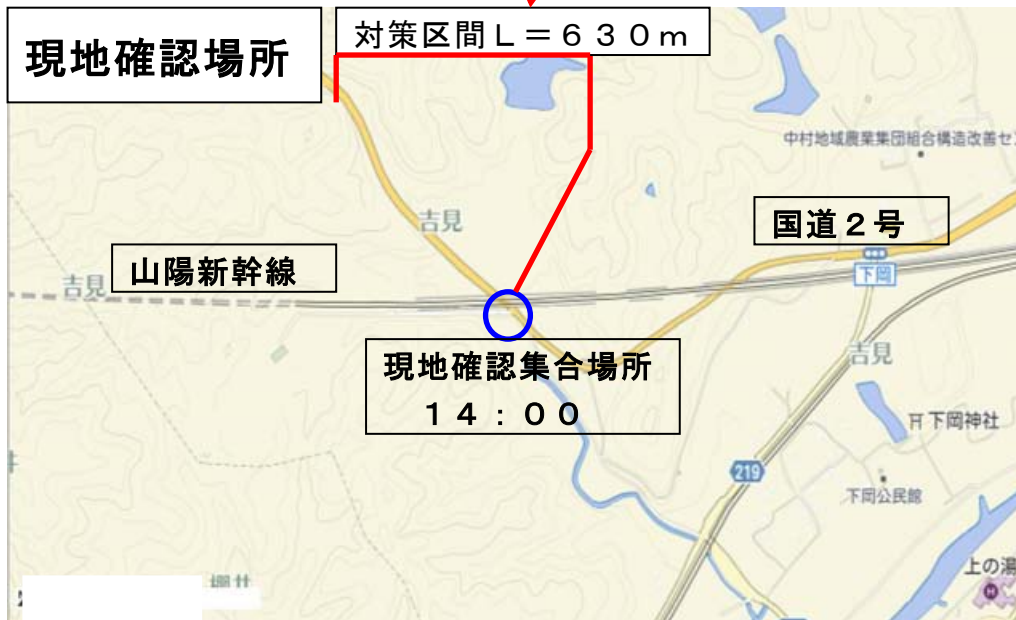 現地確認場所
対策区間L=630m
中村地域農業集団組合構造改善セ
吉見
国道2号
山陽新幹線
吉見
下岡
現地確認集合場所
14:00
吉見
下岡神社
219
下岡公民館
上の湯
H
棚井